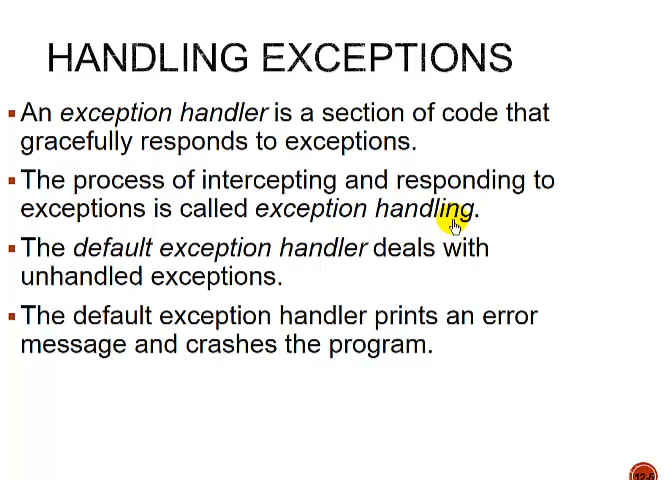 HANDLING EXCEPTIONS
▪ An exception handler is a section of code that
gracefully responds to exceptions.
▪ The process of intercepting and responding to
exceptions is called exception handling.
▪ The default exception handler deals with
unhandled exceptions.
▪ The default exception handler prints an error
message and crashes the program.